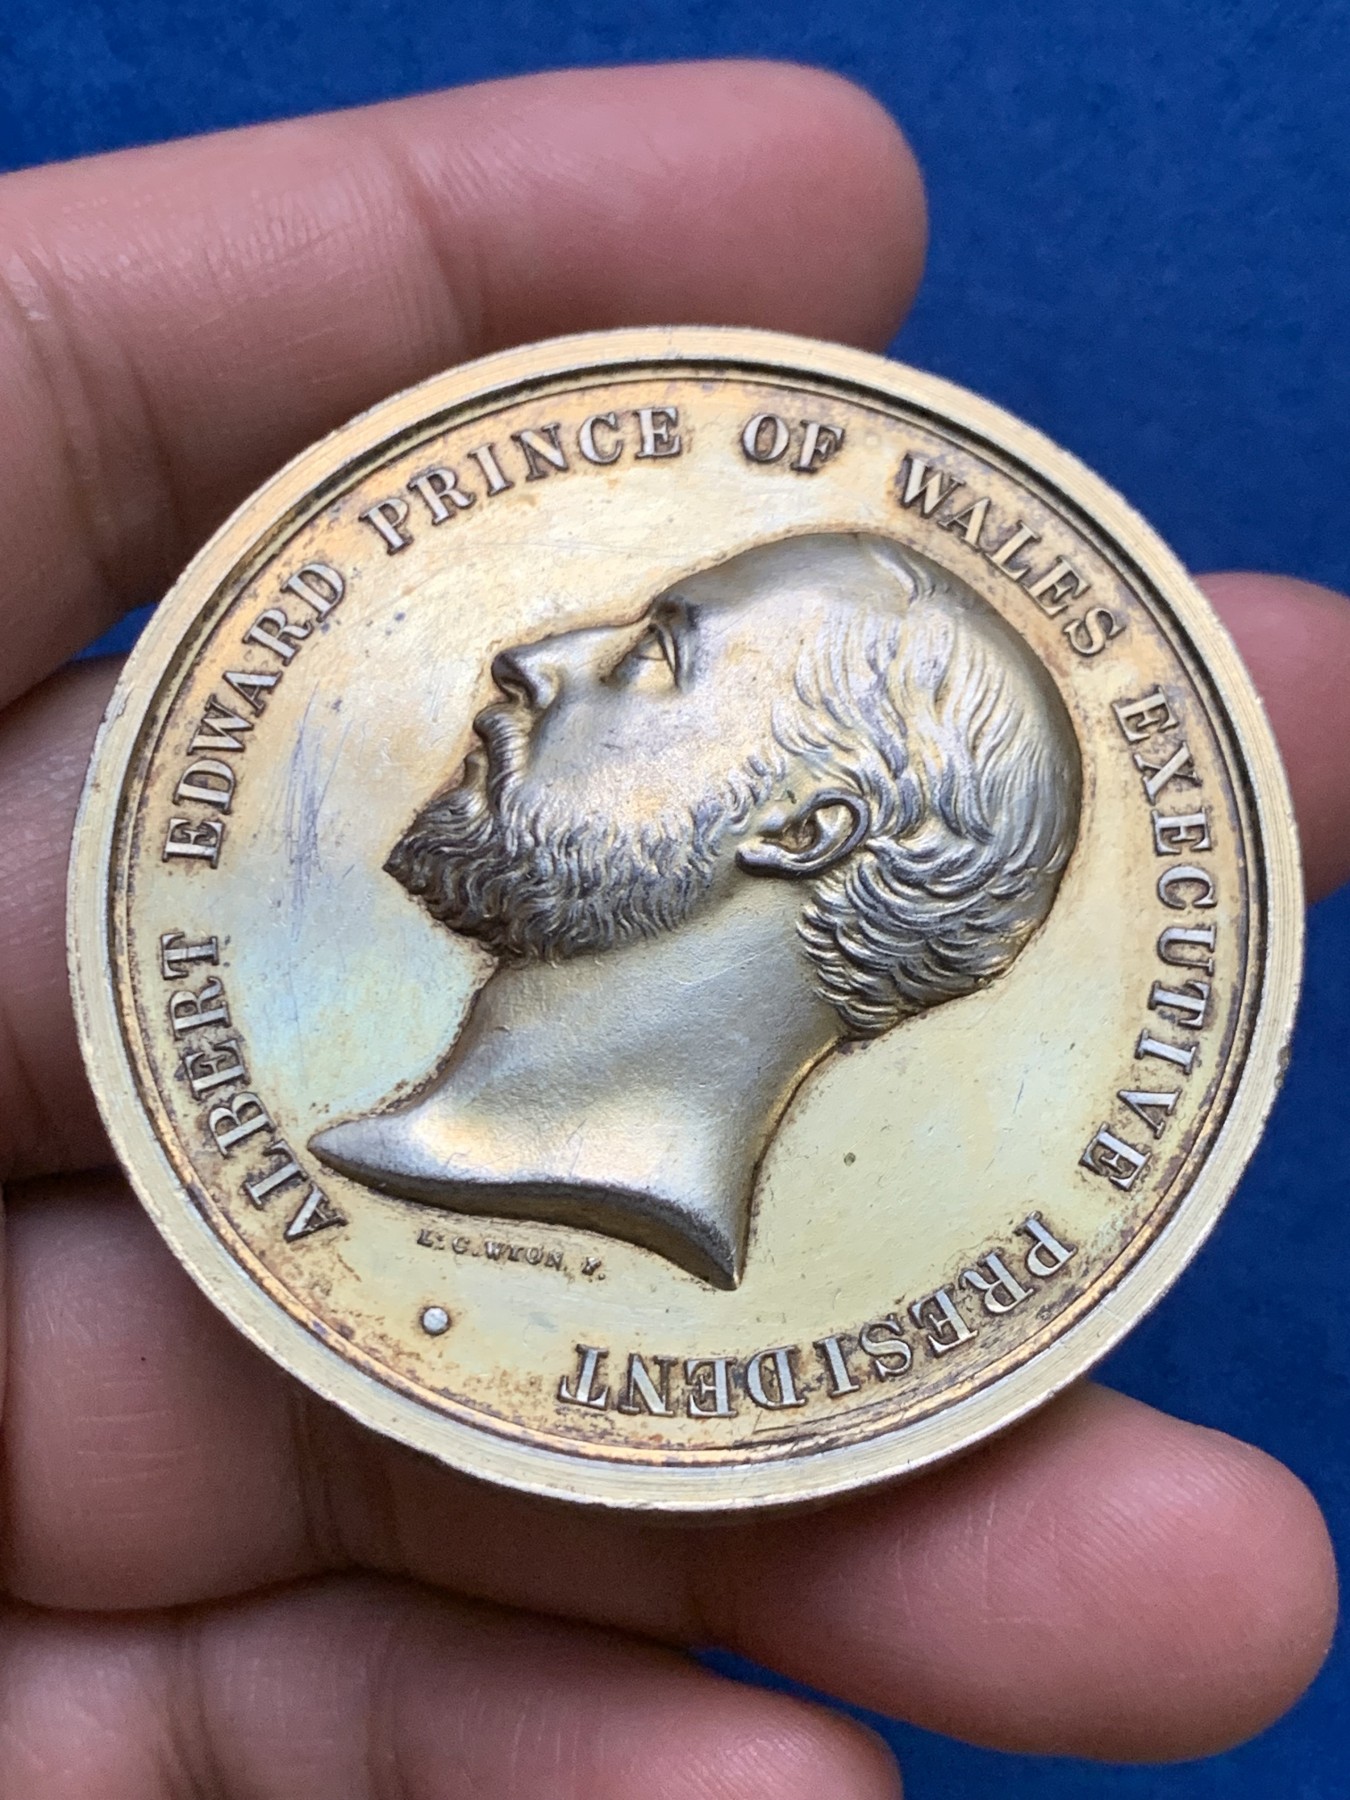 ALBERT EDWARD PRINCE OF WALES EXECUTIVE PRESIDENT
L: C. WYON. F.